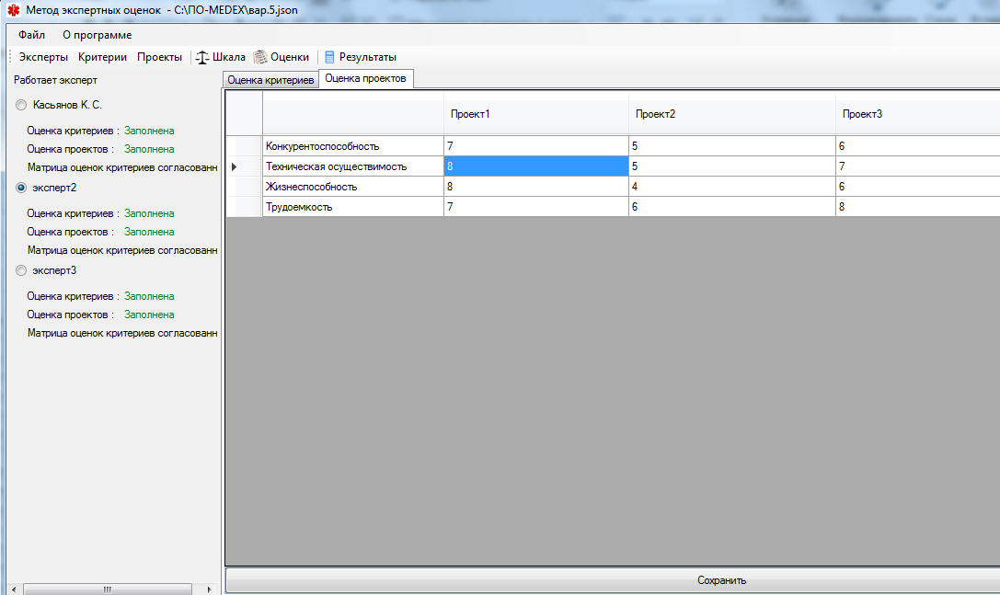 Метод экспертных оценок - C:\ПО-MEDEX\вар.5.json
Файл О программе
Эксперты Критерии Проекты Шкала Оценки Результаты
Работает эксперт
Оценка критериев Оценка проектов
Касьянов К. С.
Оценка критериев : Заполнена
Оценка проектов : Заполнена
Матрица оценок критериев согласованн
эксперт2
Оценка критериев : Заполнена
Оценка проектов : Заполнена
Матрица оценок критериев согласованн
эксперт3
Оценка критериев : Заполнена
Оценка проектов : Заполнена
Матрица оценок критериев согласованн
Проект1 Проект2 Проект3
Конкурентоспособность 7 5 6
Техническая осуществимость 8 5 7
Жизнеспособность 8 4 6
Трудоемкость 7 6 8
Сохранить